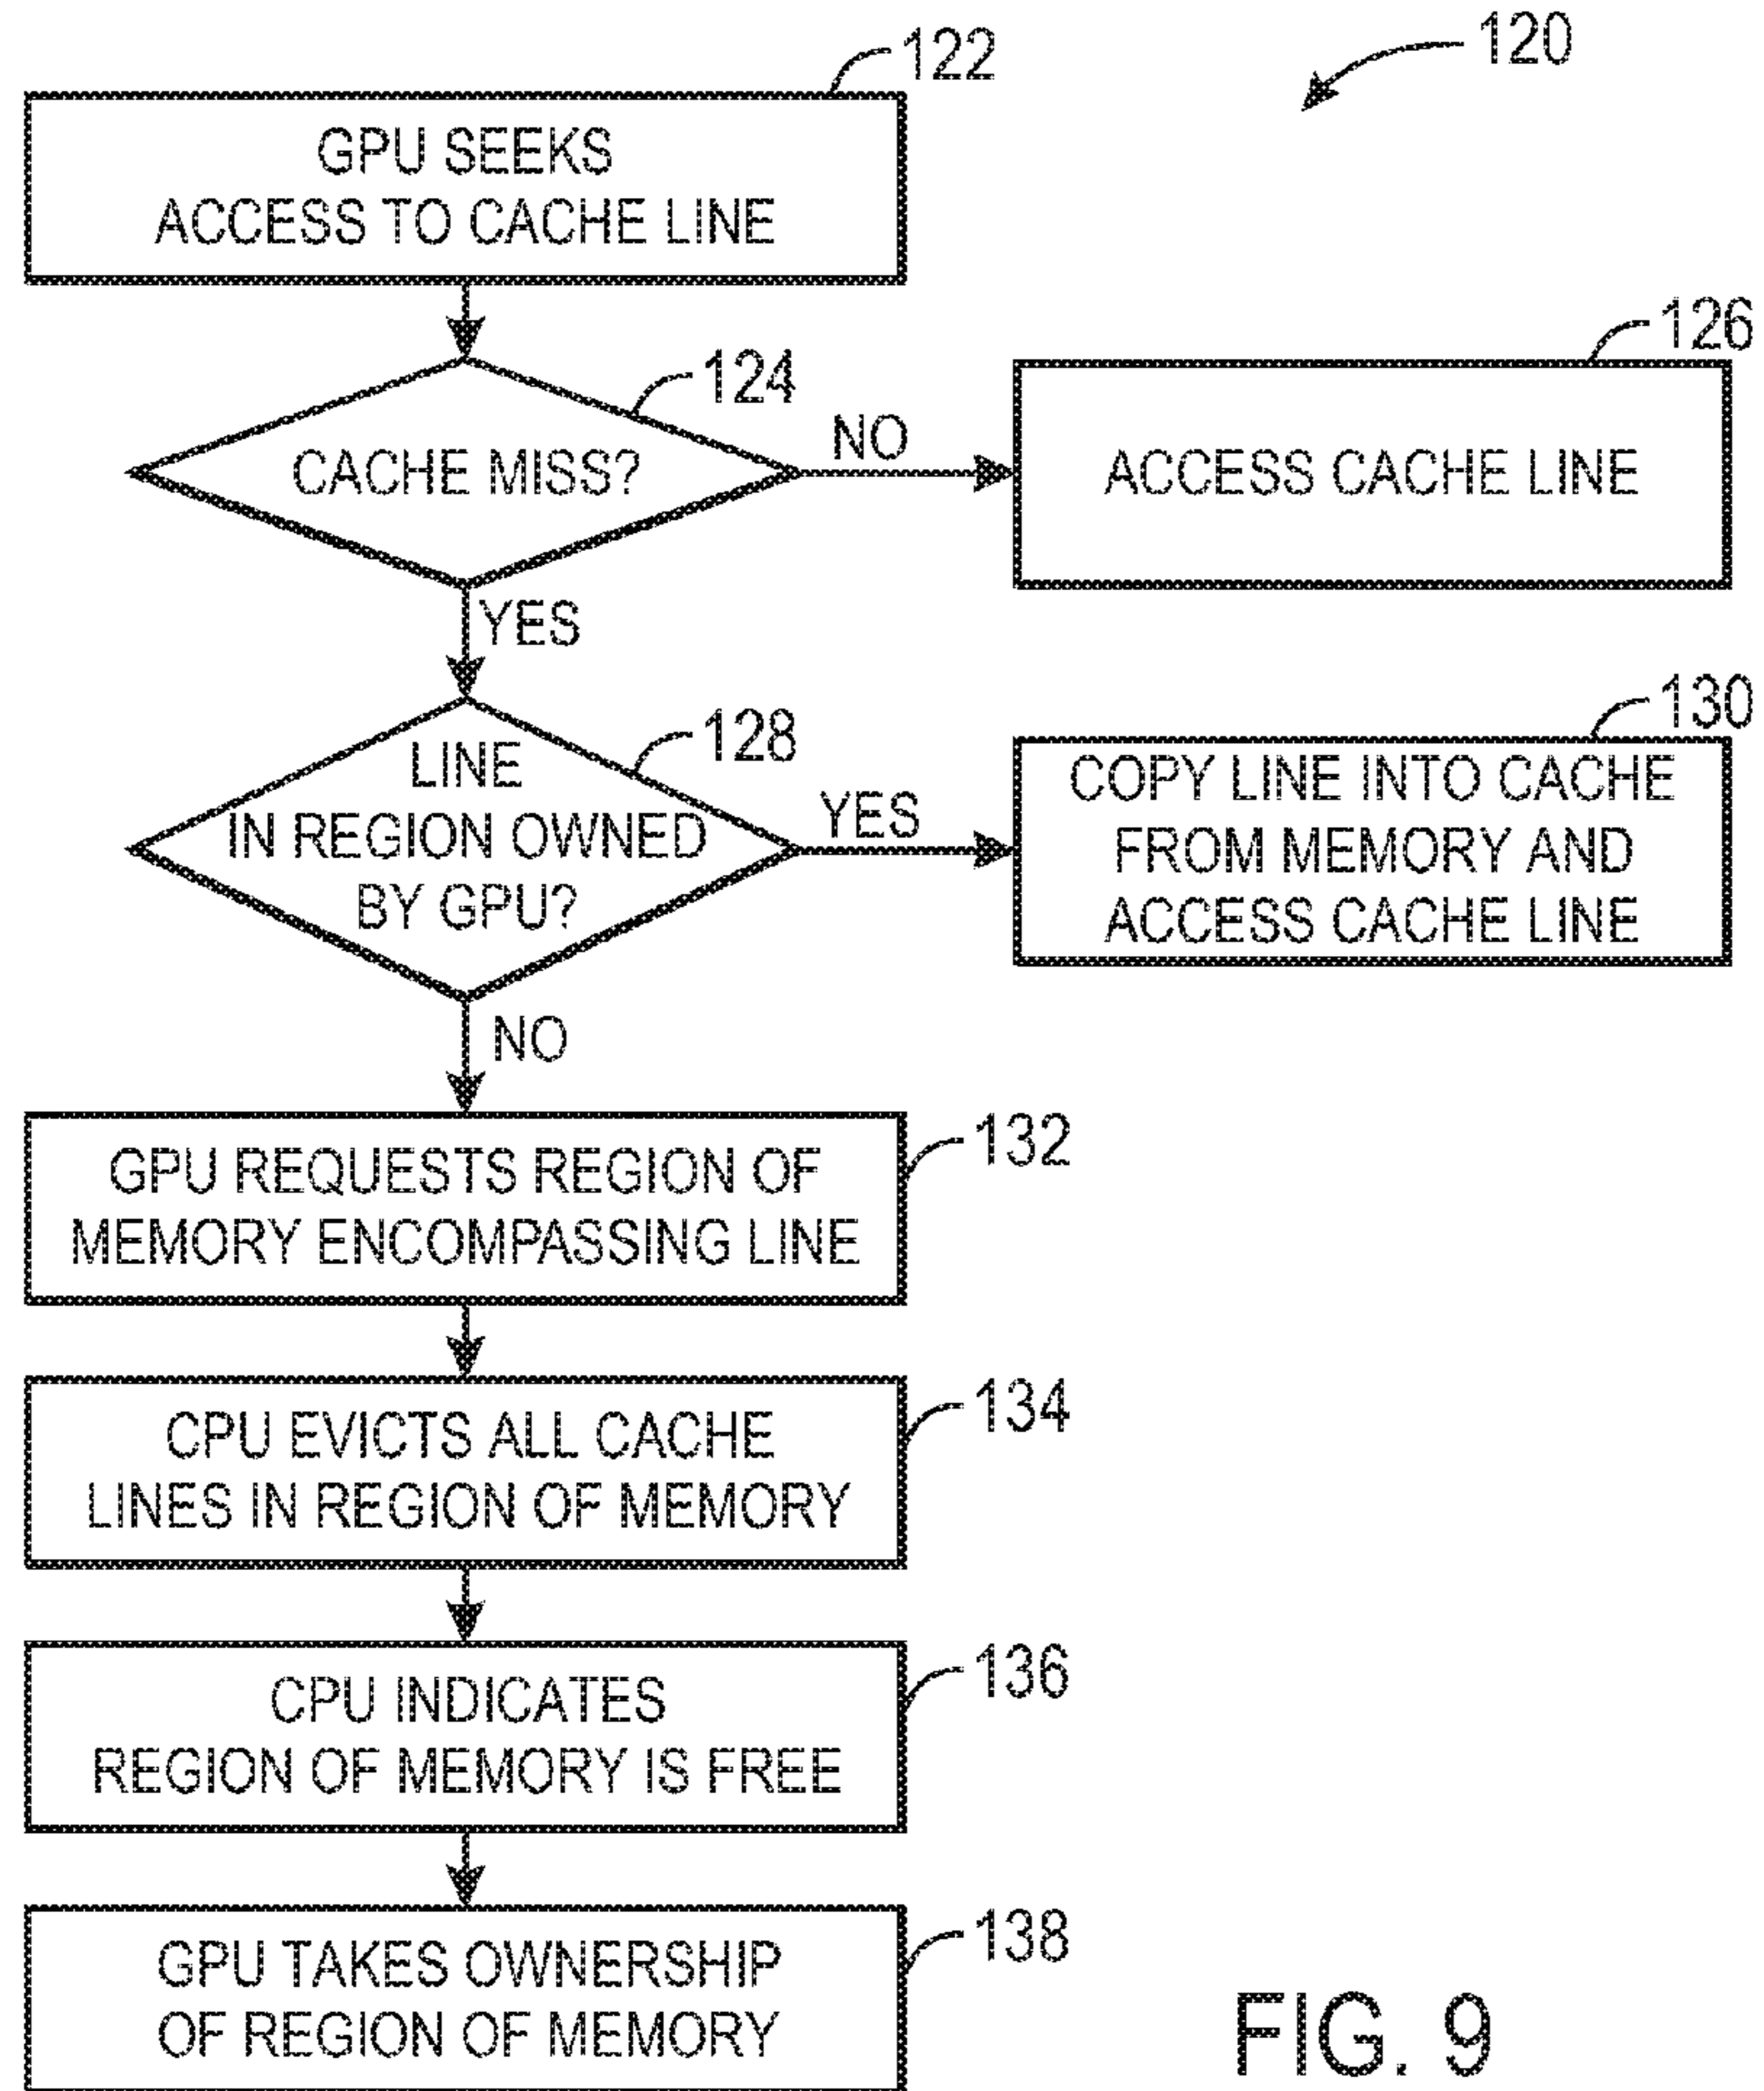 120
122
GPU SEEKS
ACCESS TO CACHE LINE
124
CACHE MISS?
NO
126
ACCESS CACHE LINE
YES
128
LINE
IN REGION OWNED
BY GPU?
YES
130
COPY LINE INTO CACHE
FROM MEMORY AND
ACCESS CACHE LINE
NO
132
GPU REQUESTS REGION OF
MEMORY ENCOMPASSING LINE
134
CPU EVICTS ALL CACHE
LINES IN REGION OF MEMORY
136
CPU INDICATES
REGION OF MEMORY IS FREE
138
GPU TAKES OWNERSHIP
OF REGION OF MEMORY
FIG. 9